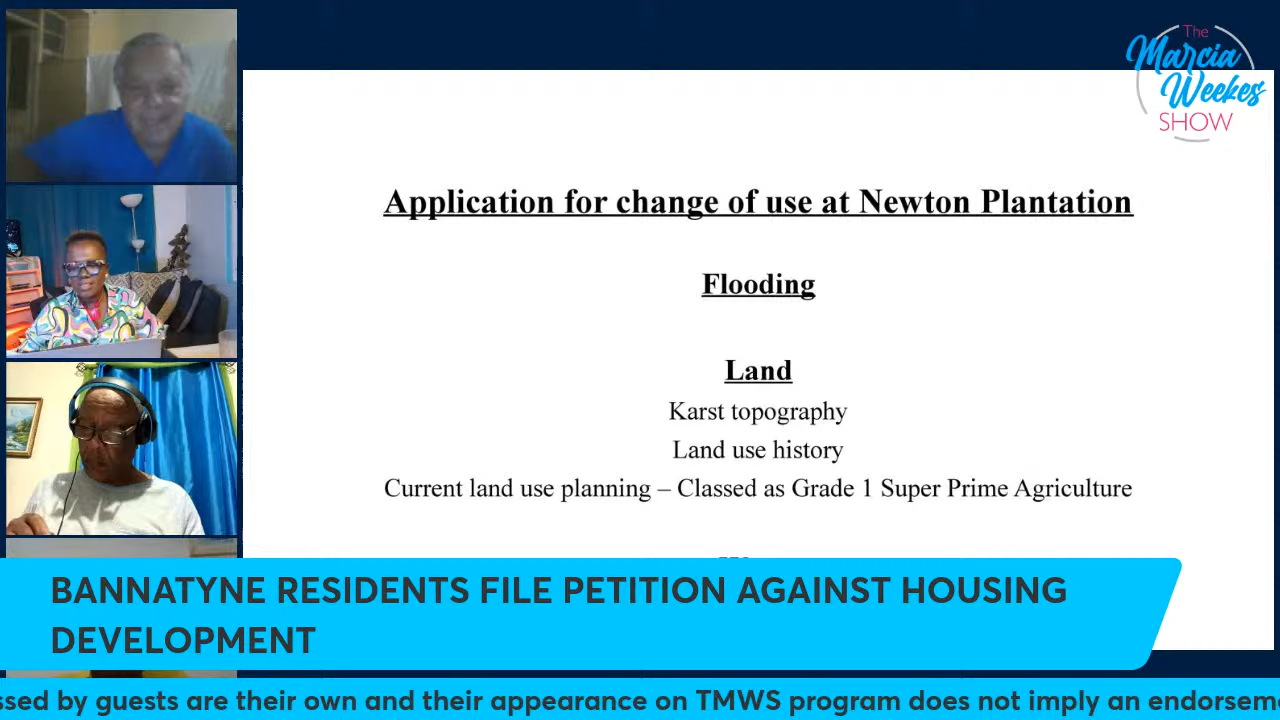 The
Marcia
Weekes
SHOW
Application for change of use at Newton Plantation
Flooding
Land
Karst topography
Land use history
Current land use planning – Classed as Grade 1 Super Prime Agriculture
BANNATYNE RESIDENTS FILE PETITION AGAINST HOUSING
DEVELOPMENT
by guests are their own and their appearance on TMWS program does not imply an